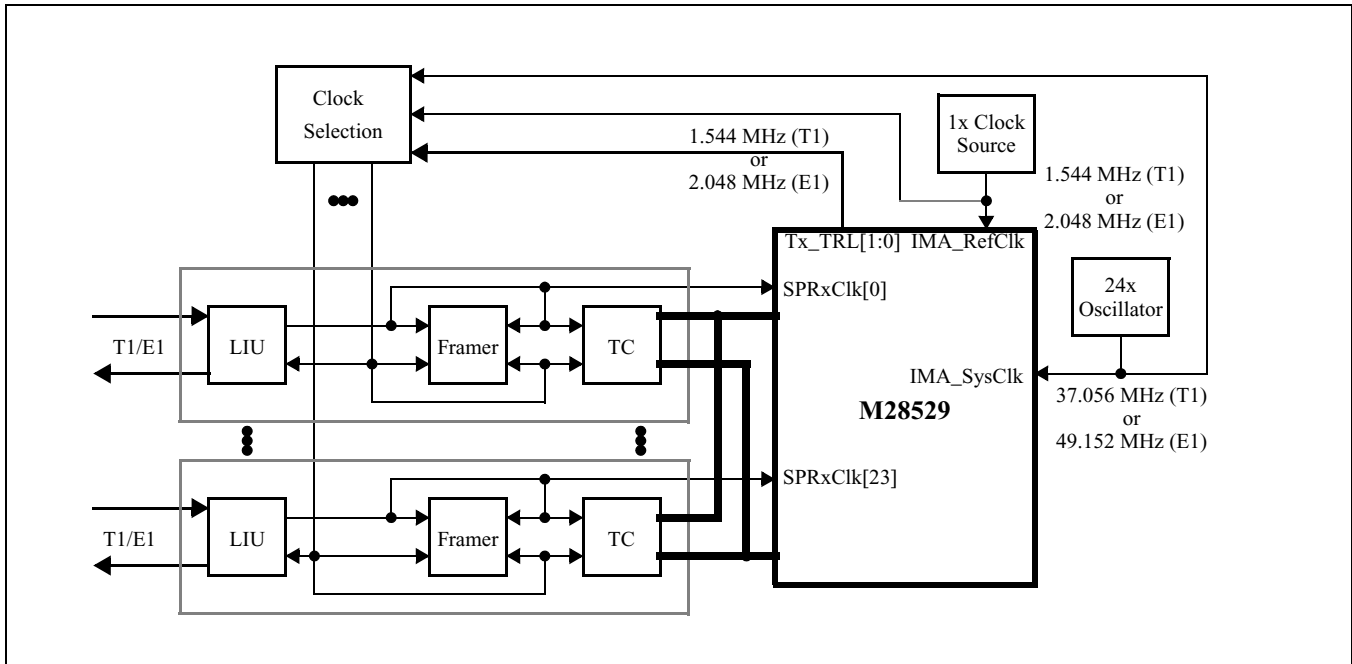 Clock
Selection
1.544 MHz (T1)
or
2.048 MHz (E1)
1x Clock
Source
1.544 MHz (T1)
or
2.048 MHz (E1)
Tx_TRL[1:0] IMA_RefClk
SPRxClk[0]
24x
Oscillator
T1/E1
LIU
Framer
TC
IMA_SysClk
M28529
37.056 MHz (T1)
or
49.152 MHz (E1)
SPRxClk[23]
T1/E1
LIU
Framer
TC